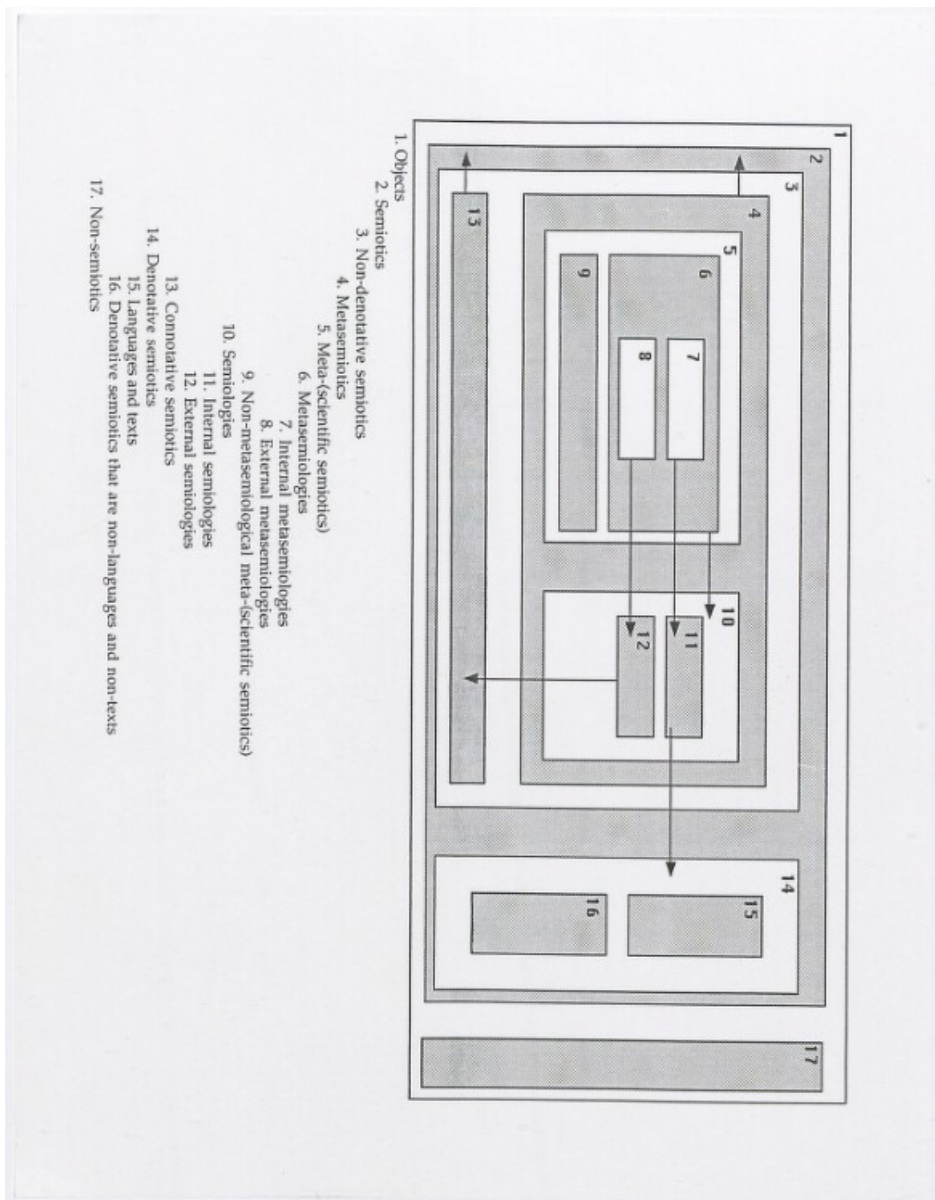 1
2
3
4
5
6
7
8
9
10
11
12
13
14
15
16
17
1. Objects
2. Semiotics
3. Non-denotative semiotics
4. Metasemiotics
5. Meta-(scientific semiotics)
6. Metasemiologies
7. Internal metasemiologies
8. External metasemiologies
9. Non-metasemiological meta-(scientific semiotics)
10. Semiologies
11. Internal semiologies
12. External semiologies
13. Connotative semiotics
14. Denotative semiotics
15. Languages and texts
16. Denotative semiotics that are non-languages and non-texts
17. Non-semiotics